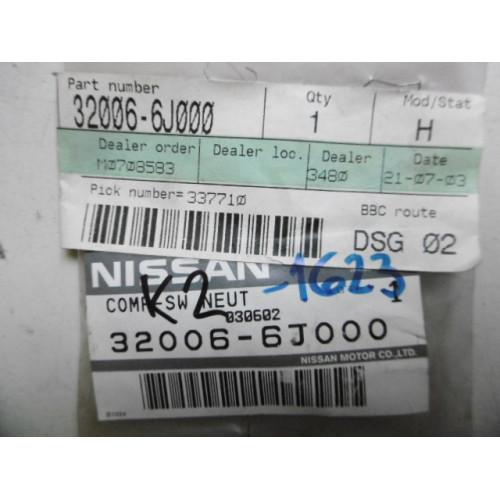 Part number Qty Mod/Stat
32006-6J000 1 H
Dealer order Dealer loc. Dealer Date
M0708583 3480 21-07-03
Pick number=337710 BBC route
DSG 02
NISSAN -1623
COMP-SW NEUT 1
K2 030602
32006-6J000
NISSAN MOTOR CO.,LTD.